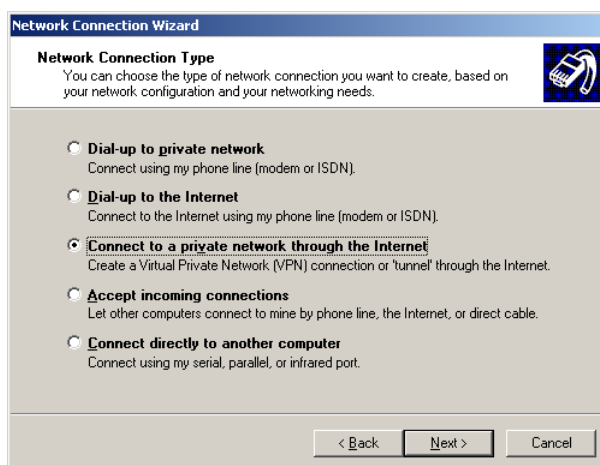 Network Connection Wizard
Network Connection Type
You can choose the type of network connection you want to create, based on
your network configuration and your networking needs.
Dial-up to private network
Connect using my phone line (modem or ISDN).
Dial-up to the Internet
Connect to the Internet using my phone line (modem or ISDN).
Connect to a private network through the Internet
Create a Virtual Private Network (VPN) connection or 'tunnel' through the Internet.
Accept incoming connections
Let other computers connect to mine by phone line, the Internet, or direct cable.
Connect directly to another computer
Connect using my serial, parallel, or infrared port.
< Back Next > Cancel